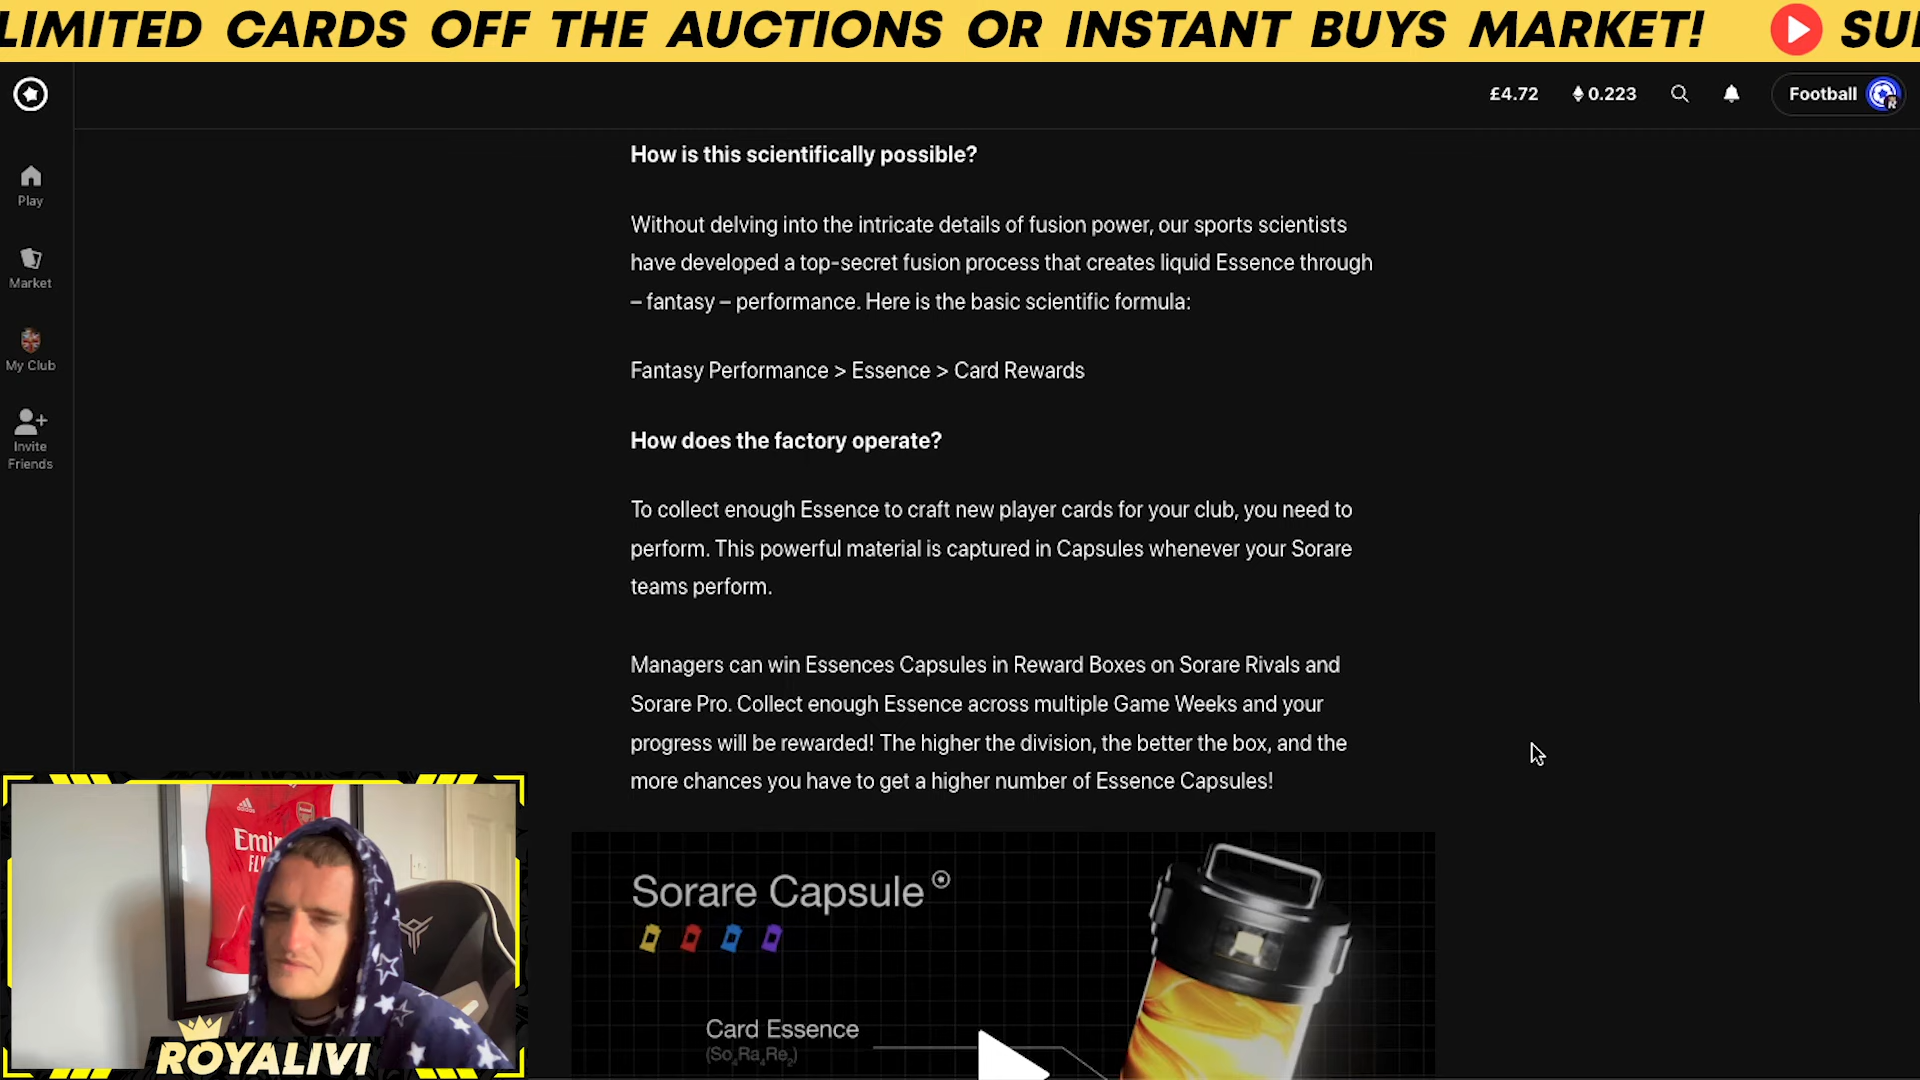 LIMITED CARDS OFF THE AUCTIONS OR INSTANT BUYS MARKET!
£4.72
0.223
Football
Play
Market
My Club
Invite
Friends
How is this scientifically possible?
Without delving into the intricate details of fusion power, our sports scientists
have developed a top-secret fusion process that creates liquid Essence through
– fantasy – performance. Here is the basic scientific formula:
Fantasy Performance > Essence > Card Rewards
How does the factory operate?
To collect enough Essence to craft new player cards for your club, you need to
perform. This powerful material is captured in Capsules whenever your Sorare
teams perform.
Managers can win Essences Capsules in Reward Boxes on Sorare Rivals and
Sorare Pro. Collect enough Essence across multiple Game Weeks and your
progress will be rewarded! The higher the division, the better the box, and the
more chances you have to get a higher number of Essence Capsules!
Sorare Capsule
Card Essence
(So4Ra4Re2)
ROYALIVI